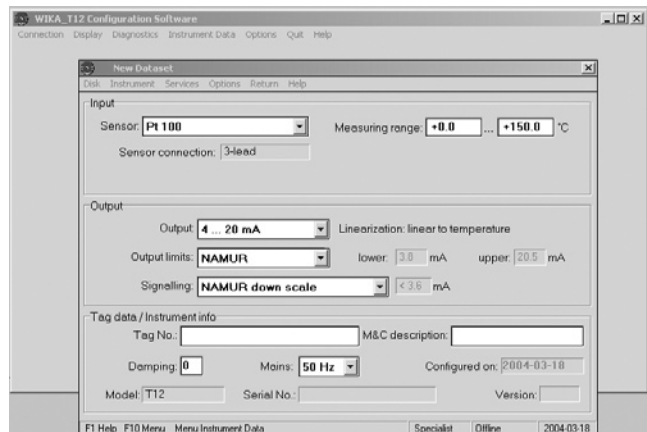 WIKA_T12 Configuration Software
Connection Display Diagnostics Instrument Data Options Quit Help
New Dataset
Disk Instrument Services Options Return Help
Input
Sensor: Pt 100 Measuring range: +0.0 ... +150.0 °C
Sensor connection: 3-lead
Output
Output: 4 ... 20 mA Linearization: linear to temperature
Output limits: NAMUR lower: 3.8 mA upper: 20.5 mA
Signalling: NAMUR down scale < 3.6 mA
Tag data / Instrument info
Tag No.: M&C description:
Damping: 0 Mains: 50 Hz Configured on: 2004-03-18
Model: T12 Serial No.: Version:
F1 Help F10 Menu Menu Instrument Data Specialist Offline 2004-03-18